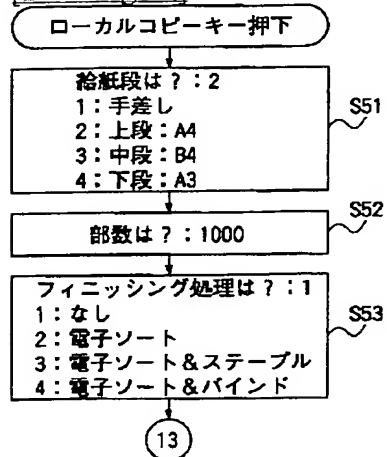 ローカルコピーキー押下
給紙段は？：2
1：手差し
2：上段：A4
3：中段：B4
4：下段：A3
S51
部数は？：1000
S52
フィニッシング処理は？：1
1：なし
2：電子ソート
3：電子ソート＆ステープル
4：電子ソート＆バインド
S53
13